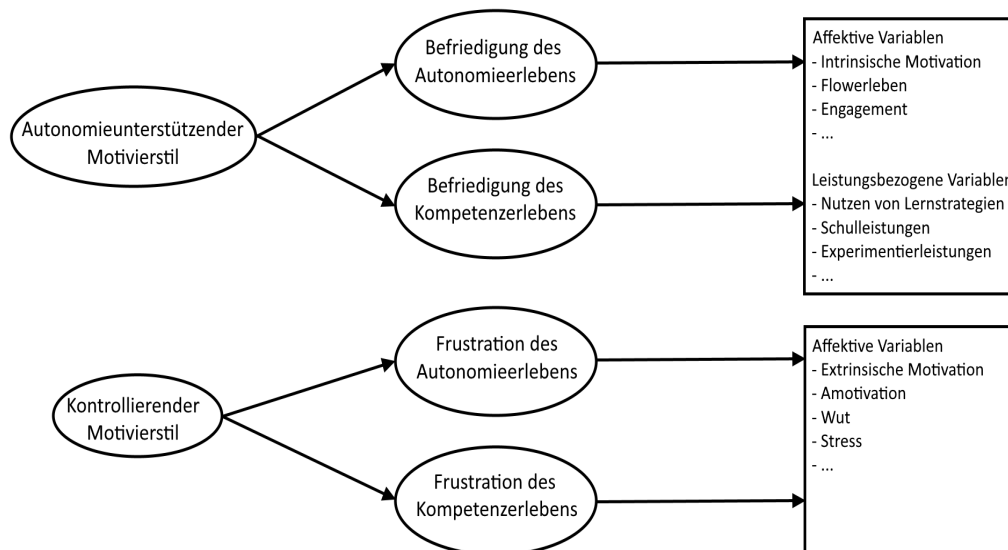 Autonomieunterstützender
Motivierstil
Befriedigung des
Autonomieerlebens
Befriedigung des
Kompetenzerlebens
Affektive Variablen
- Intrinsische Motivation
- Flowerleben
- Engagement
- ...
Leistungsbezogene Variablen
- Nutzen von Lernstrategien
- Schulleistungen
- Experimentierleistungen
- ...
Kontrollierender
Motivierstil
Frustration des
Autonomieerlebens
Frustration des
Kompetenzerlebens
Affektive Variablen
- Extrinsische Motivation
- Amotivation
- Wut
- Stress
- ...